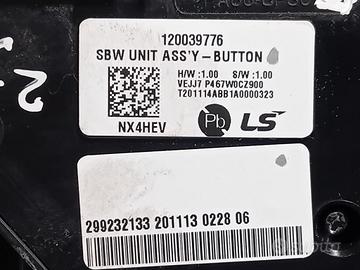 120039776
SBW UNIT ASS'Y-BUTTON
H/W :1.00 S/W :1.00
VEJJ7 P467W0CZ900
T201114ABB1A0000323
NX4HEV
Pb LS
299232133 201113 0228 06